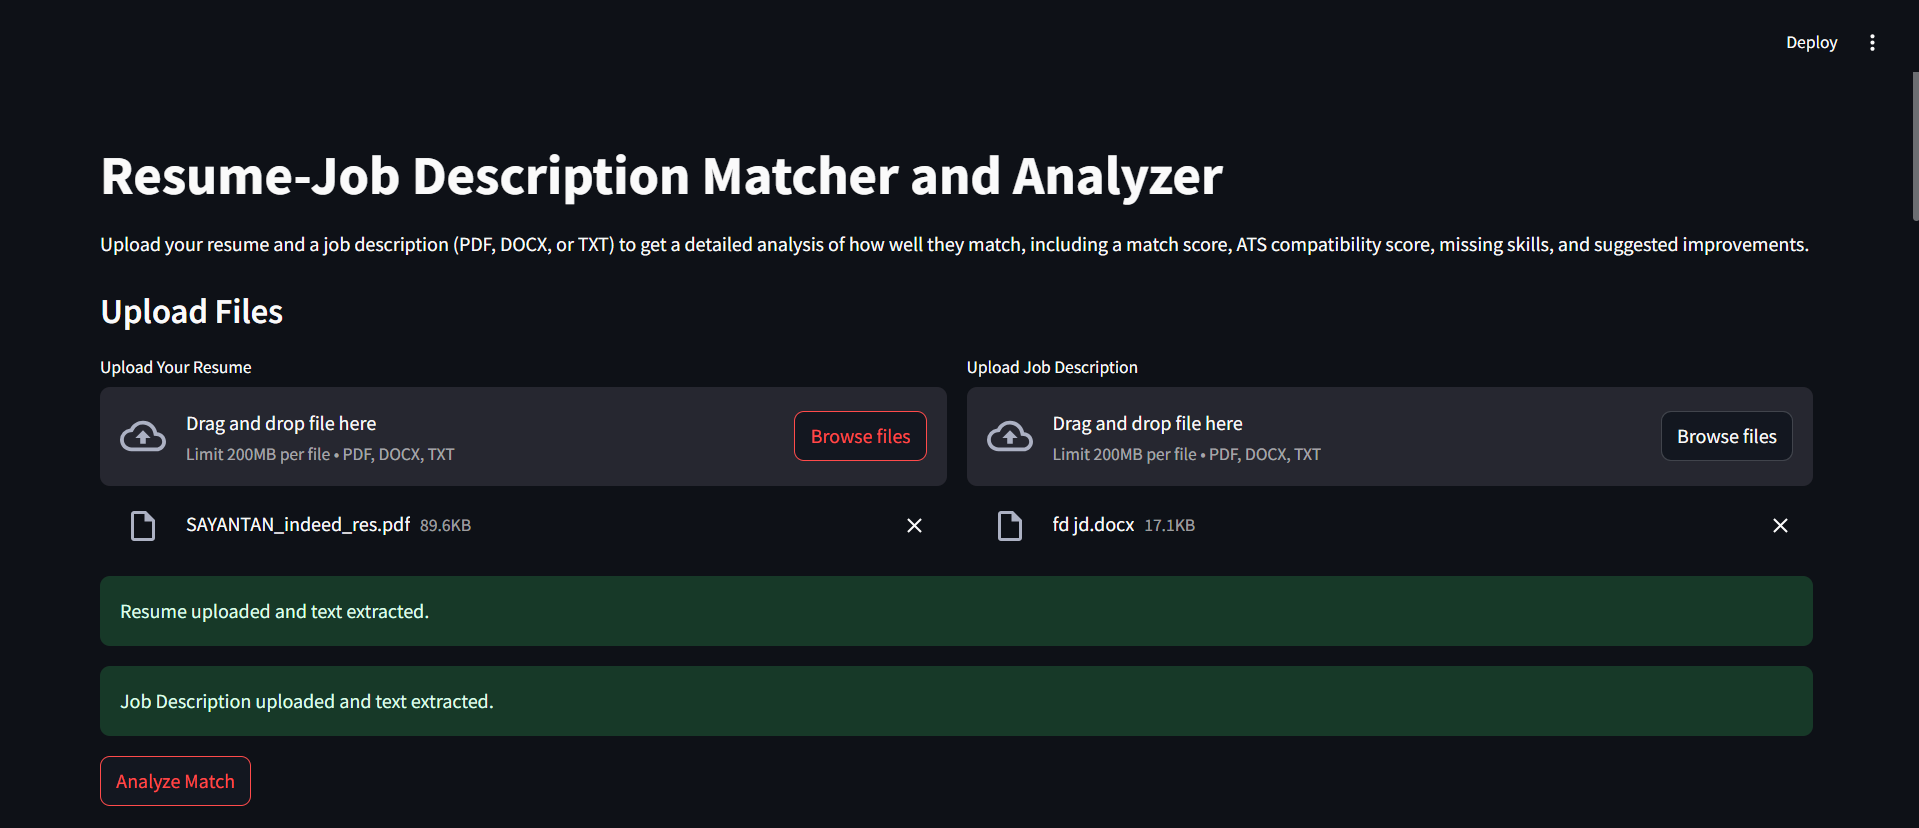 Deploy
Resume-Job Description Matcher and Analyzer
Upload your resume and a job description (PDF, DOCX, or TXT) to get a detailed analysis of how well they match, including a match score, ATS compatibility score, missing skills, and suggested improvements.
Upload Files
Upload Your Resume
Drag and drop file here
Limit 200MB per file • PDF, DOCX, TXT
Browse files
SAYANTAN_indeed_res.pdf 89.6KB
Upload Job Description
Drag and drop file here
Limit 200MB per file • PDF, DOCX, TXT
Browse files
fd jd.docx 17.1KB
Resume uploaded and text extracted.
Job Description uploaded and text extracted.
Analyze Match